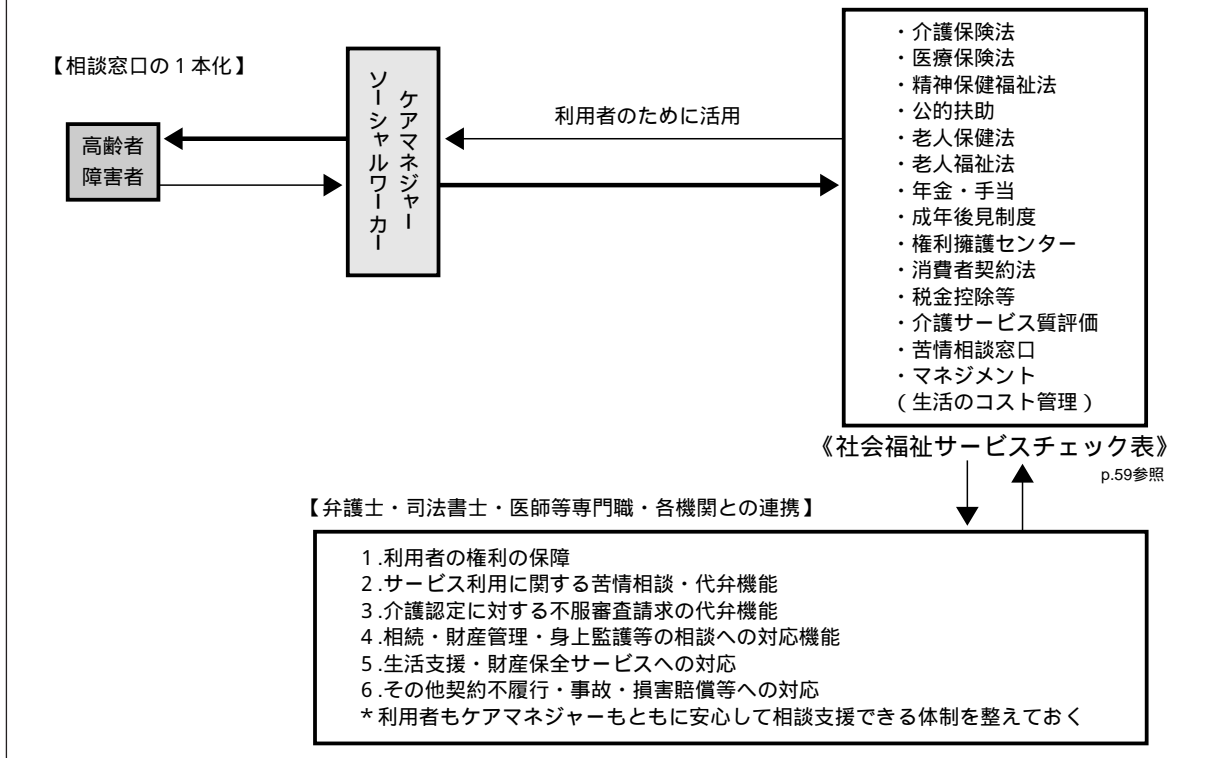 【相談窓口の１本化】
高齢者
障害者
ケアマネジャー
ソーシャルワーカー
利用者のために活用
・介護保険法
・医療保険法
・精神保健福祉法
・公的扶助
・老人保健法
・老人福祉法
・年金・手当
・成年後見制度
・権利擁護センター
・消費者契約法
・税金控除等
・介護サービス質評価
・苦情相談窓口
・マネジメント
(生活のコスト管理)
《社会福祉サービスチェック表》
p.59参照
【弁護士・司法書士・医師等専門職・各機関との連携】
1.利用者の権利の保障
2.サービス利用に関する苦情相談・代弁機能
3.介護認定に対する不服審査請求の代弁機能
4.相続・財産管理・身上監護等の相談への対応機能
5.生活支援・財産保全サービスへの対応
6.その他契約不履行・事故・損害賠償等への対応
*利用者もケアマネジャーもともに安心して相談支援できる体制を整えておく